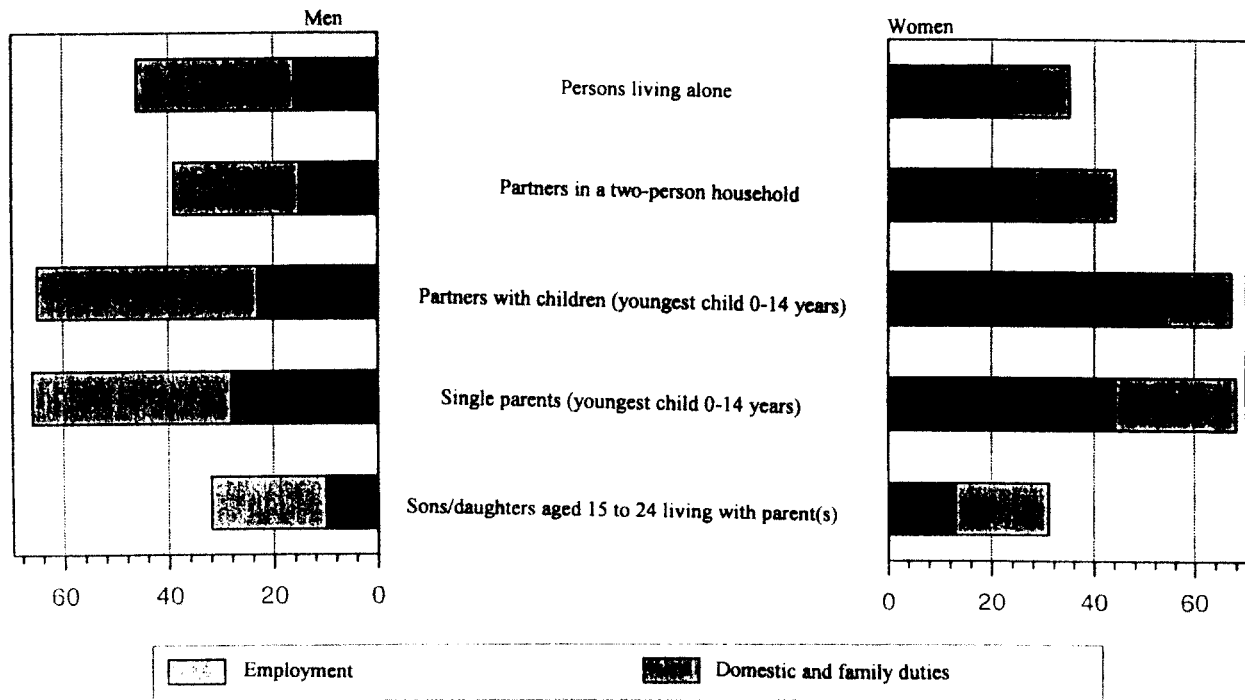 Men
Women
Persons living alone
Partners in a two-person household
Partners with children (youngest child 0-14 years)
Single parents (youngest child 0-14 years)
Sons/daughters aged 15 to 24 living with parent(s)
60 40 20 0
0 20 40 60
Employment
Domestic and family duties